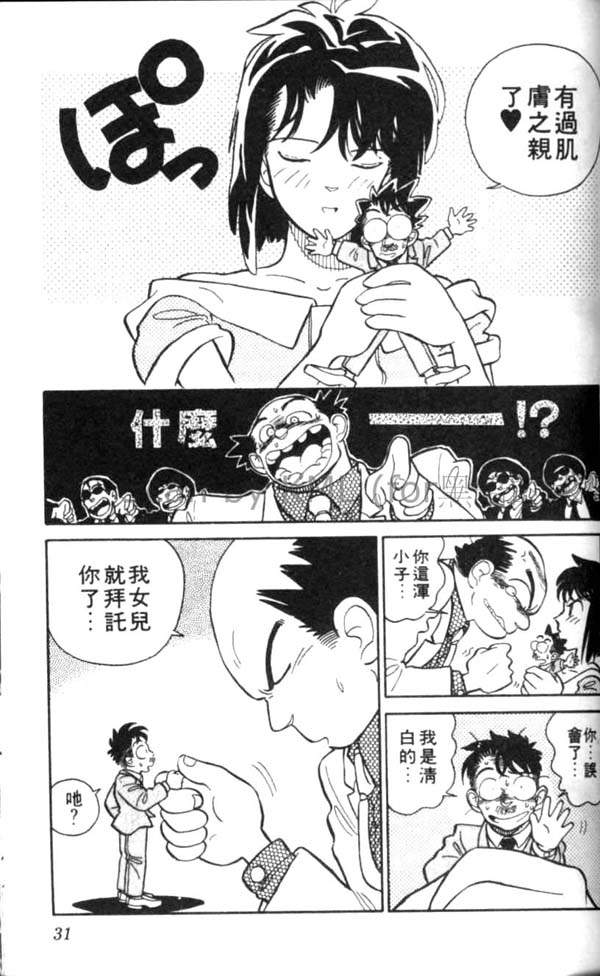 有過肌
膚之親
了♥
ぽっ
什麼——!?
你這渾
小子…
你…誤
會了…
我是清
白的…
我女兒
就拜託
你了…
吔?
31